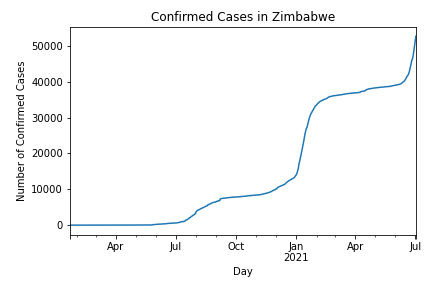 Confirmed Cases in Zimbabwe
Number of Confirmed Cases
50000
40000
30000
20000
10000
0
Apr Jul Oct Jan Apr Jul
2021
Day